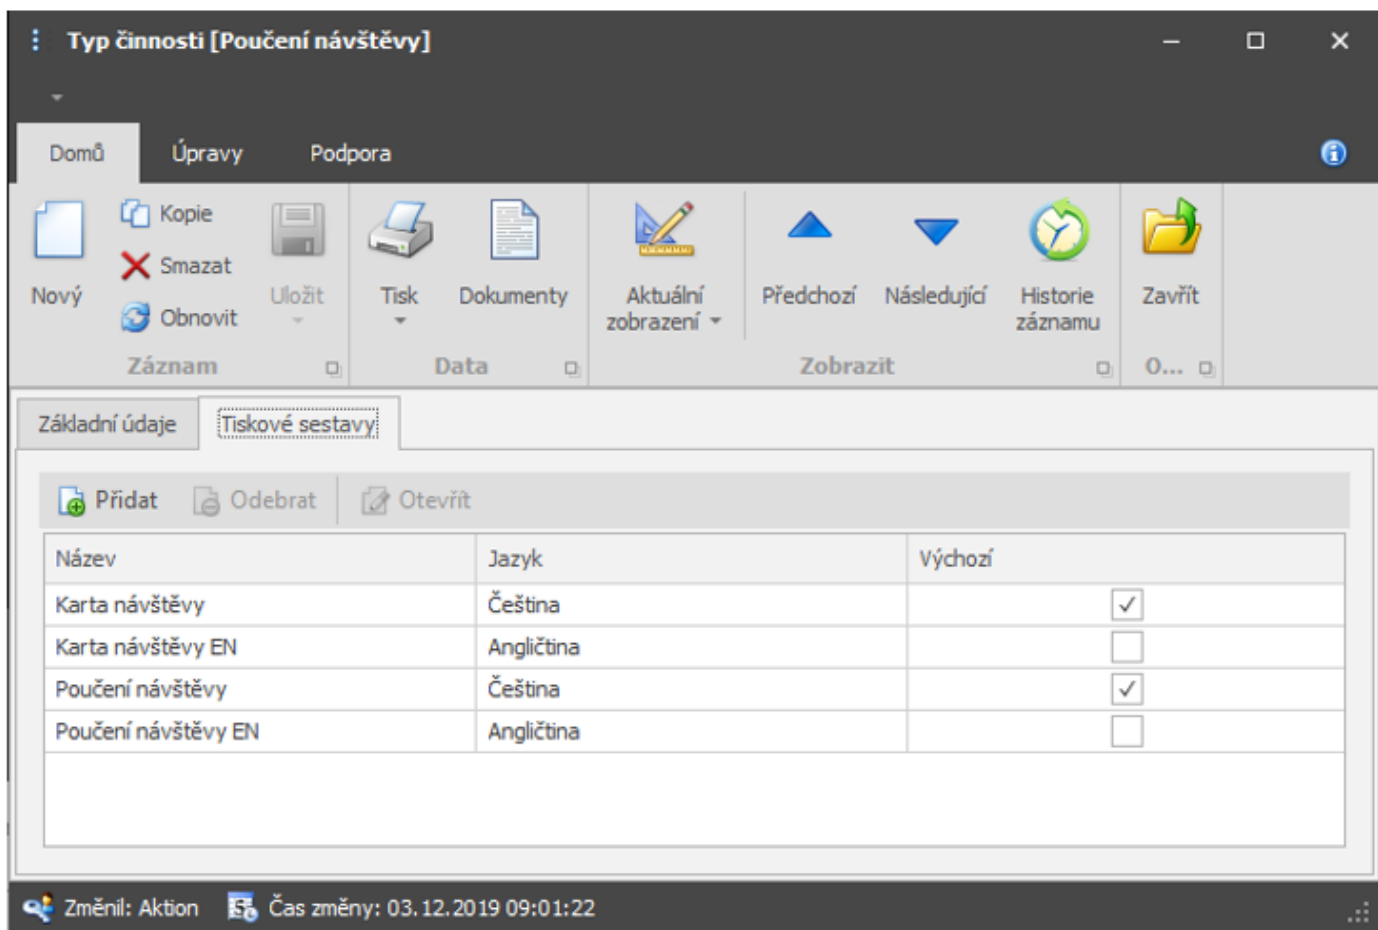 Typ činnosti [Poučení návštěvy]
Domů Úpravy Podpora
Nový
Kopie
Smazat
Obnovit
Uložit
Tisk
Dokumenty
Aktuální
zobrazení
Předchozí
Následující
Historie
záznamu
Zavřít
Záznam Data Zobrazit O...
Základní údaje Tiskové sestavy
Přidat Odebrat Otevřít
Název Jazyk Výchozí
Karta návštěvy Čeština
Karta návštěvy EN Angličtina
Poučení návštěvy Čeština
Poučení návštěvy EN Angličtina
Změnil: Aktion Čas změny: 03.12.2019 09:01:22